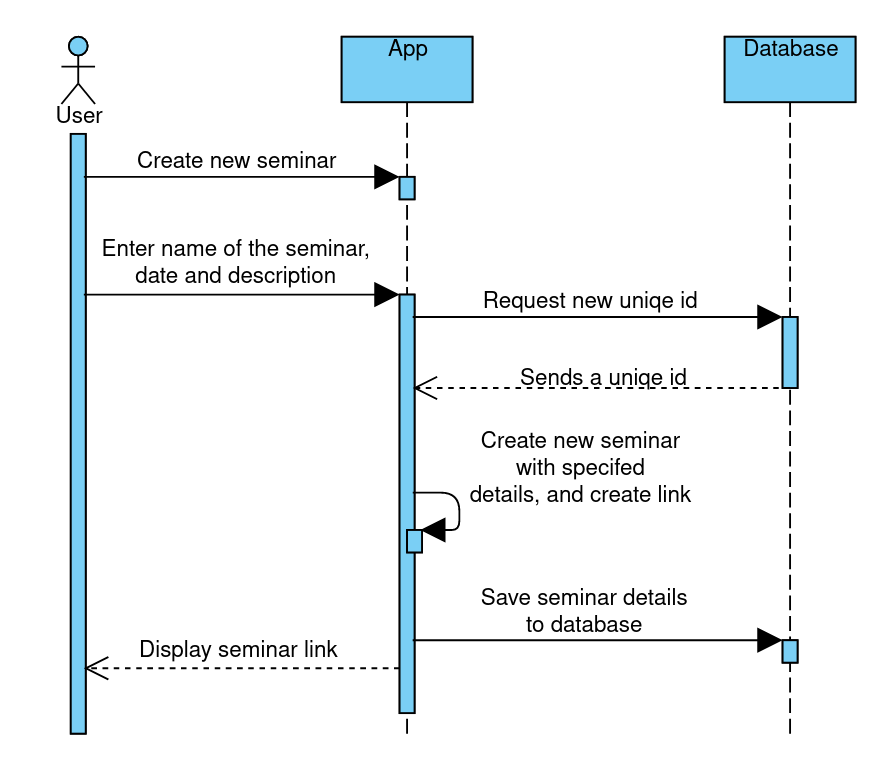 User
App
Database
Create new seminar
Enter name of the seminar,
date and description
Request new uniqe id
Sends a uniqe id
Create new seminar
with specifed
details, and create link
Save seminar details
to database
Display seminar link